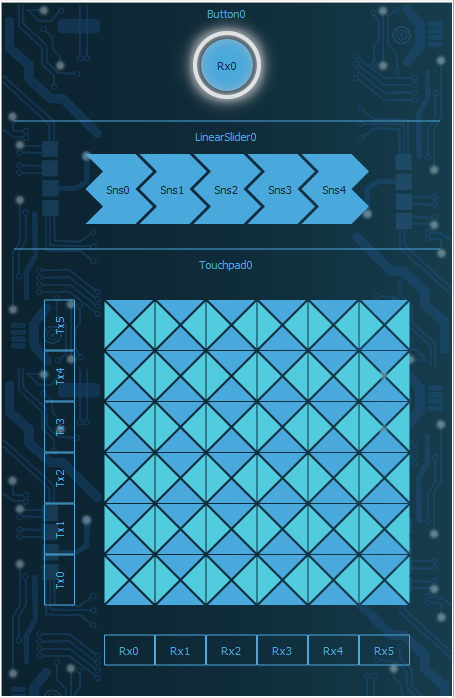 Button0
Rx0
LinearSlider0
Sns0 Sns1 Sns2 Sns3 Sns4
Touchpad0
Tx5
Tx4
Tx3
Tx2
Tx1
Tx0
Rx0 Rx1 Rx2 Rx3 Rx4 Rx5